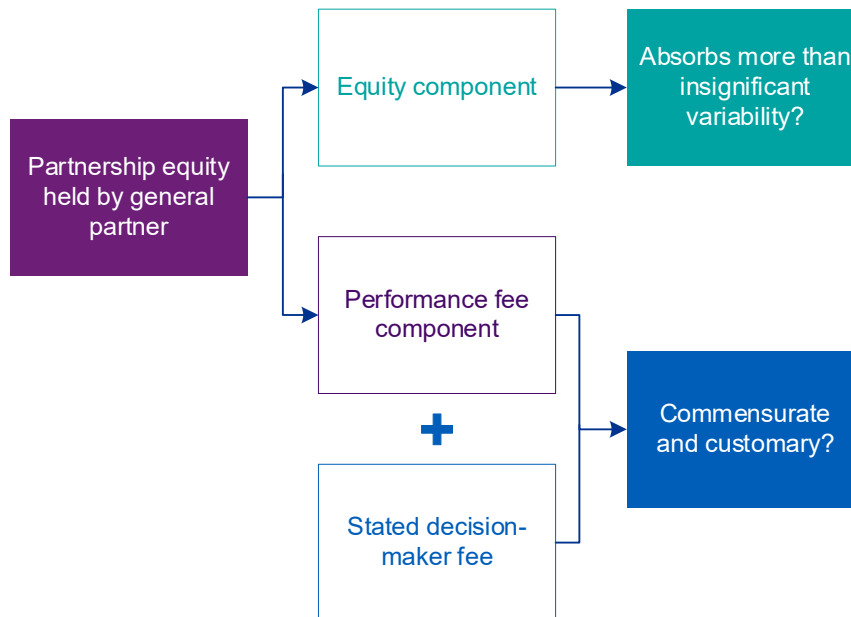 Partnership equity
held by general
partner
Equity component
Absorbs more than
insignificant
variability?
Performance fee
component
+
Stated decision-
maker fee
Commensurate
and customary?